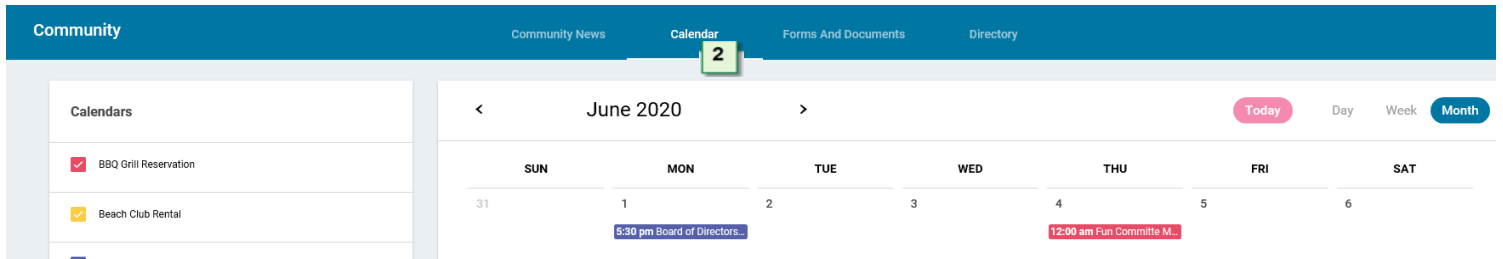 Community
Community News Calendar Forms And Documents Directory
2
Calendars
BBQ Grill Reservation
Beach Club Rental
< June 2020 >
Today Day Week Month
SUN MON TUE WED THU FRI SAT
31 1 2 3 4 5 6
5:30 pm Board of Directors... 12:00 am Fun Committe M...